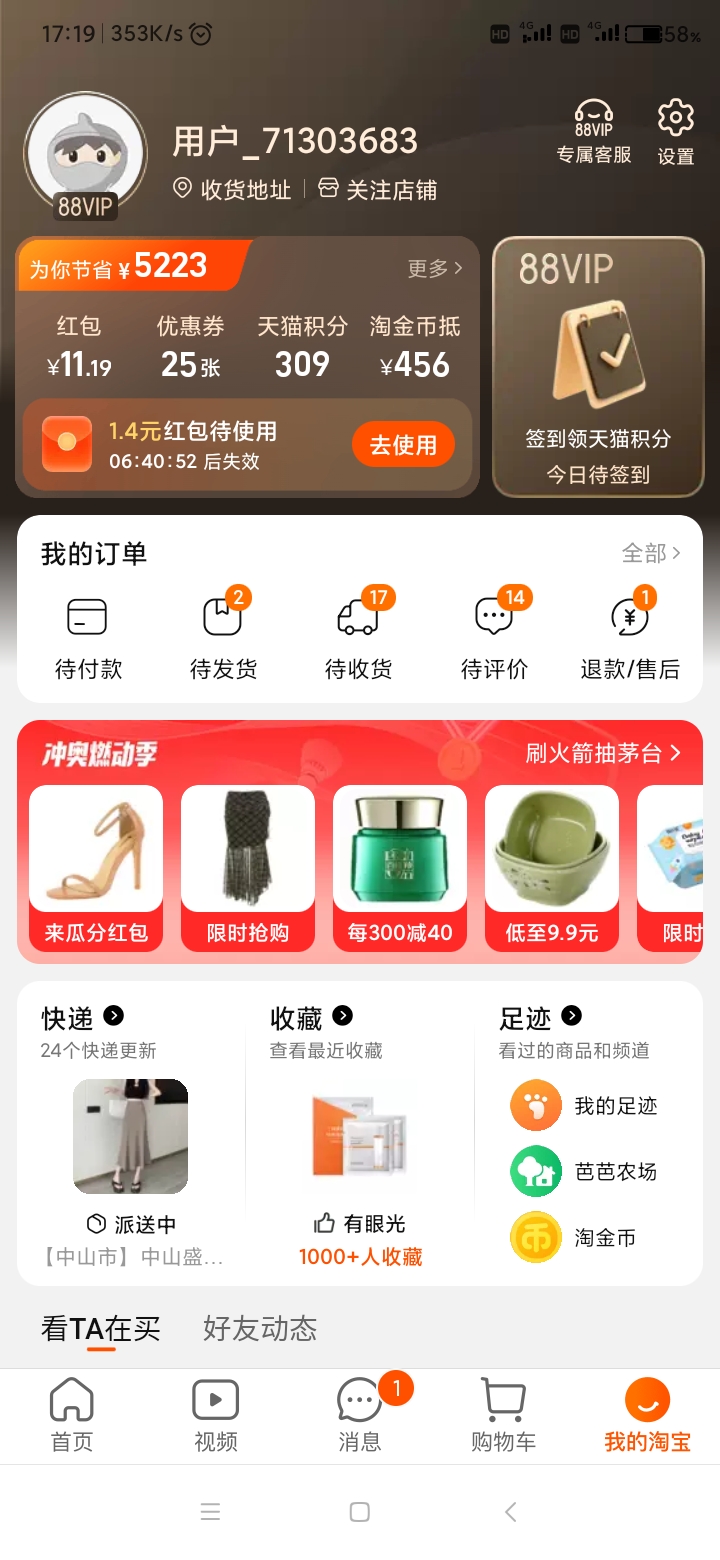 17:19 353K/s HD 4G HD 4G 58%
用户_71303683
88VIP
88VIP
专属客服
设置
收货地址
关注店铺
为你节省 ¥5223
更多
红包 优惠券 天猫积分 淘金币抵
¥11.19 25张 309 ¥456
1.4元红包待使用
06:40:52 后失效
去使用
88VIP
签到领天猫积分
今日待签到
我的订单
全部
2 17 14 1
待付款 待发货 待收货 待评价 退款/售后
冲奥燃动季
刷火箭抽茅台
来瓜分红包 限时抢购 每300减40 低至9.9元 限时
快递 收藏 足迹
24个快递更新 查看最近收藏 看过的商品和频道
我的足迹
芭芭农场
淘金币
派送中
【中山市】中山盛...
有眼光
1000+人收藏
看TA在买 好友动态
1
首页 视频 消息 购物车 我的淘宝